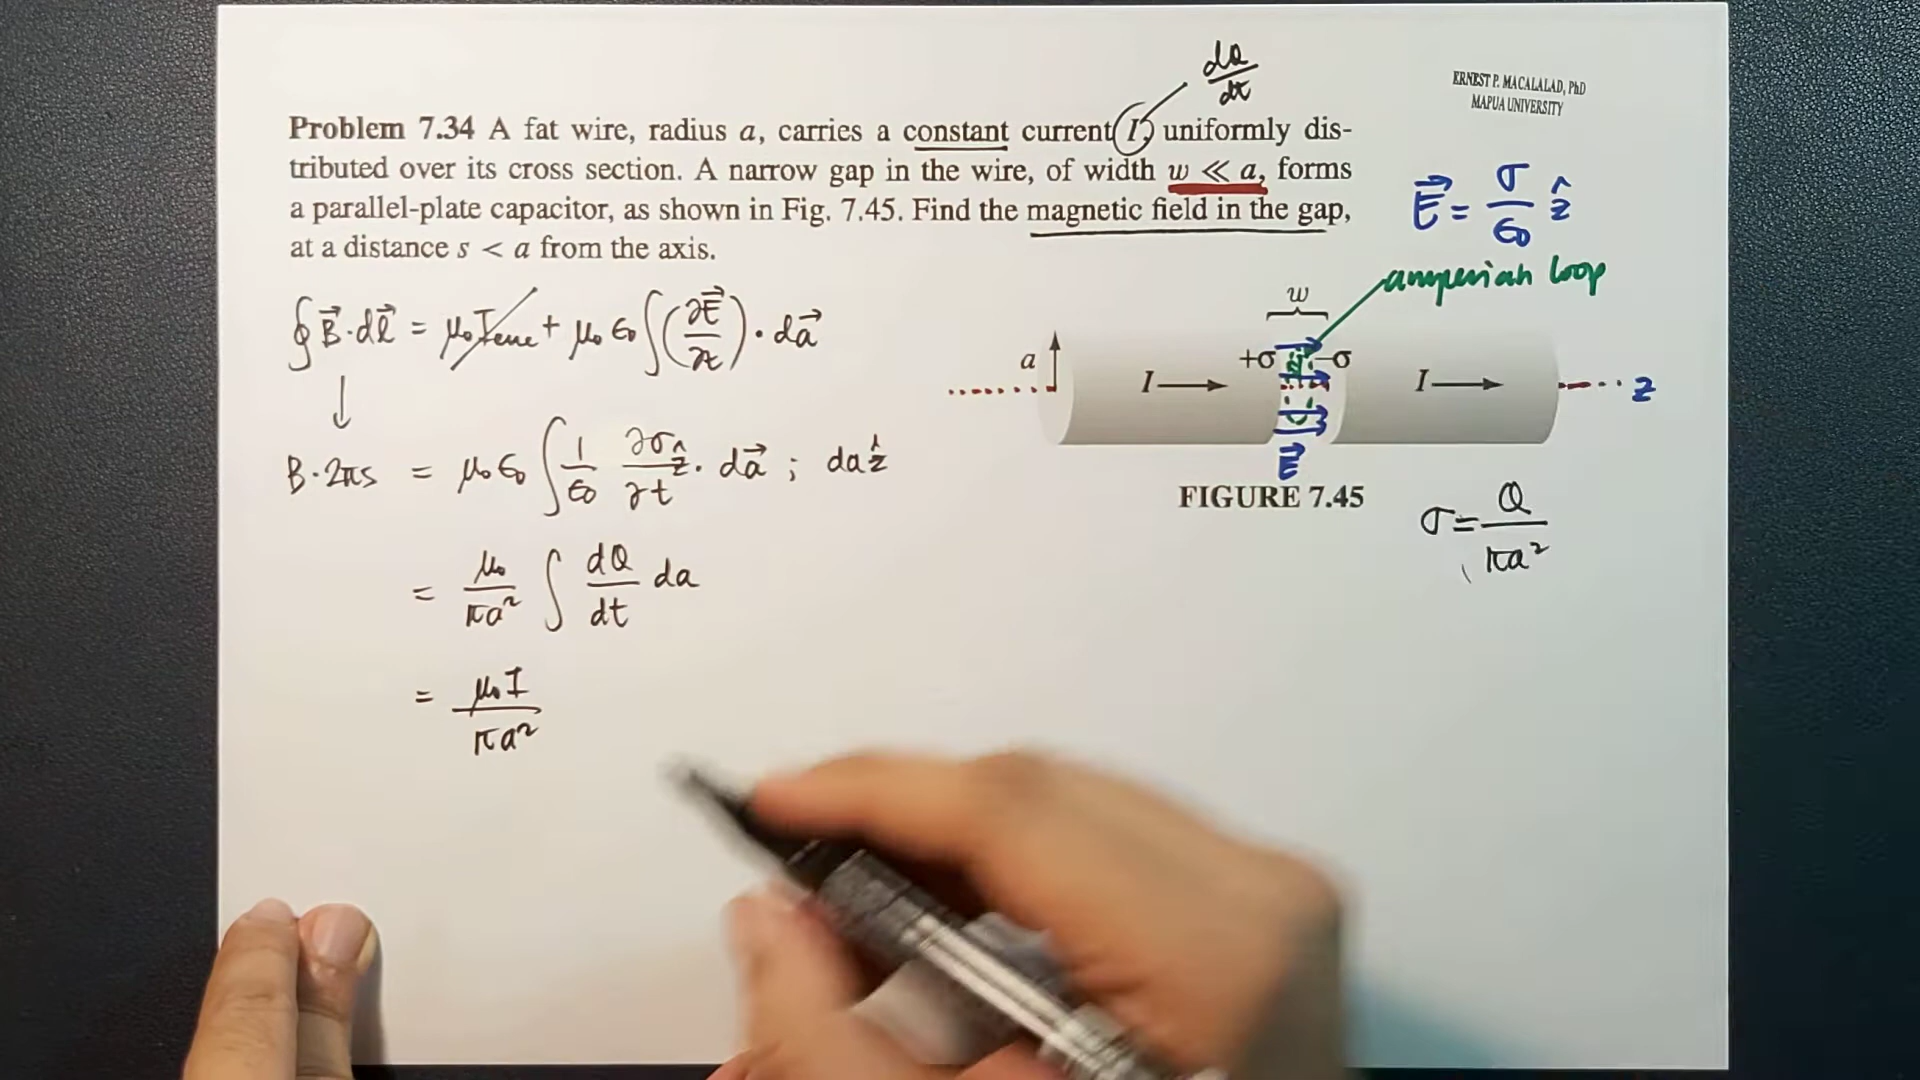 dQ/dt
ERNEST P. MACALALAD, PhD
MAPUA UNIVERSITY
Problem 7.34 A fat wire, radius a, carries a constant current I, uniformly dis-
tributed over its cross section. A narrow gap in the wire, of width w ≪ a, forms
a parallel-plate capacitor, as shown in Fig. 7.45. Find the magnetic field in the gap,
at a distance s < a from the axis.
E⃗ = σ/ε₀ ẑ
amperian loop
∮B⃗·dl⃗ = μ₀Ienc + μ₀ε₀∫(∂E⃗/∂t)·da⃗
w
a
I
+σ
-σ
I
z
E⃗
FIGURE 7.45
B·2πs = μ₀ε₀∫ 1/ε₀ ∂σ/∂t ẑ·da⃗ ; da ẑ
σ = Q/πa²
= μ₀/πa² ∫ dQ/dt da
= μ₀I/πa²